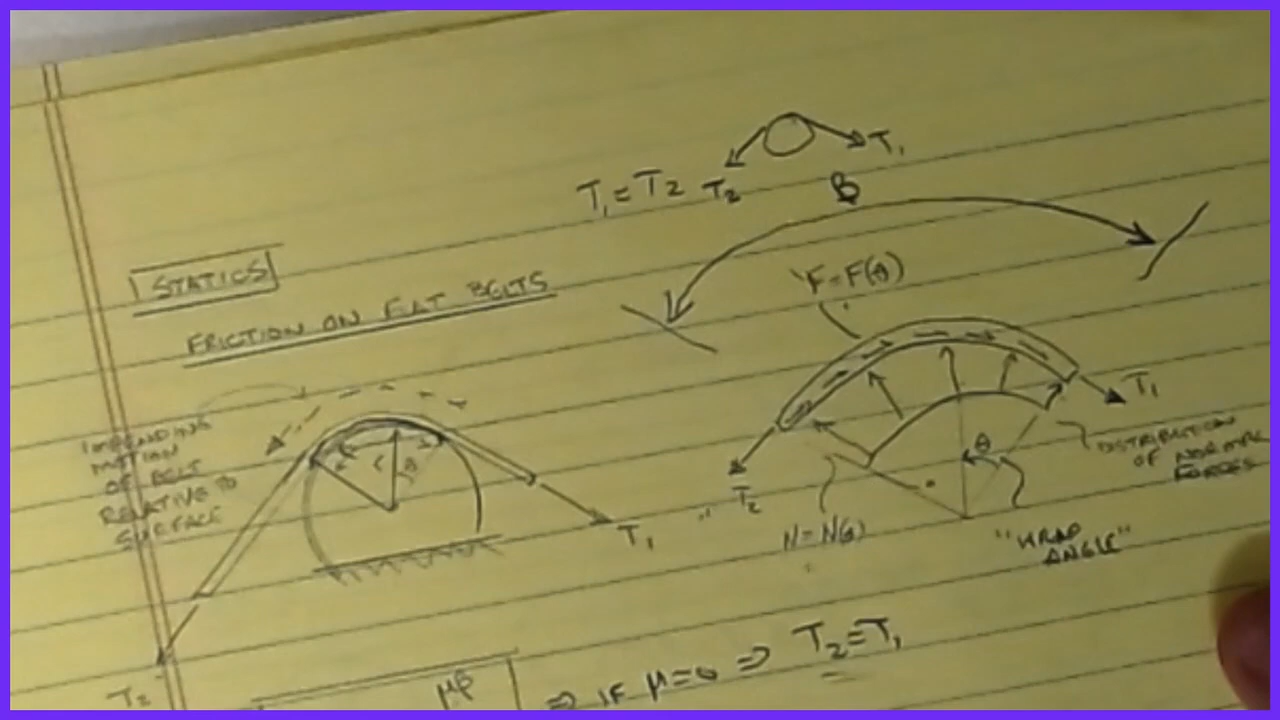 T₁
T₁ = T₂ T₂
β
STATICS
F = F(θ)
FRICTION ON FLAT BELTS
T₁
IMPENDING
MOTION
OF BELT
RELATIVE TO
SURFACE
r θ
θ
DISTRIBUTION
OF NORMAL
FORCES
T₂
N = N(θ)
"WRAP
ANGLE"
T₁
T₂
μβ
⇒ IF μ=0 ⇒ T₂=T₁